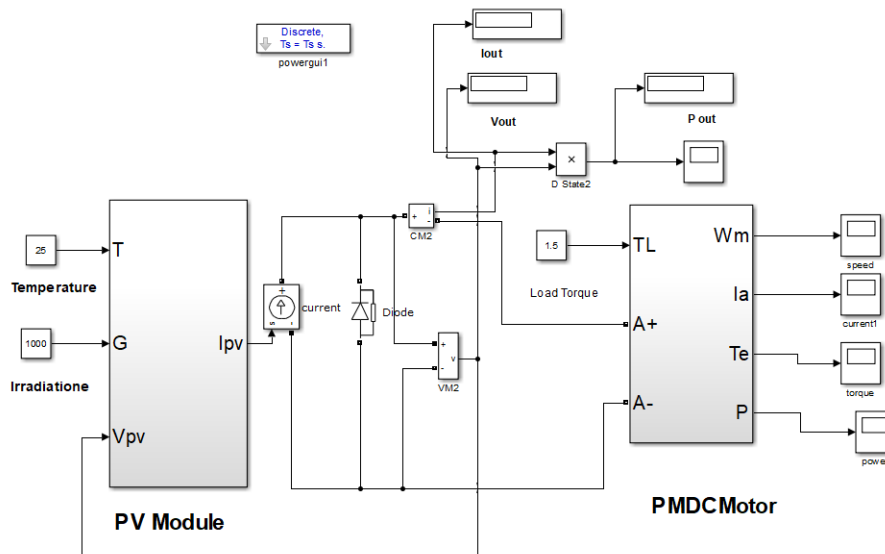 Discrete,
Ts = Ts s.
powergui1
Iout
Vout
P out
×
D State2
25
Temperature
1000
Irradiatione
T
G
Vpv
Ipv
PV Module
+
s
-
current
Diode
+
i
-
CM2
+
v
-
VM2
1.5
Load Torque
TL
A+
A-
Wm
Ia
Te
P
PMDCMotor
speed
current1
torque
power